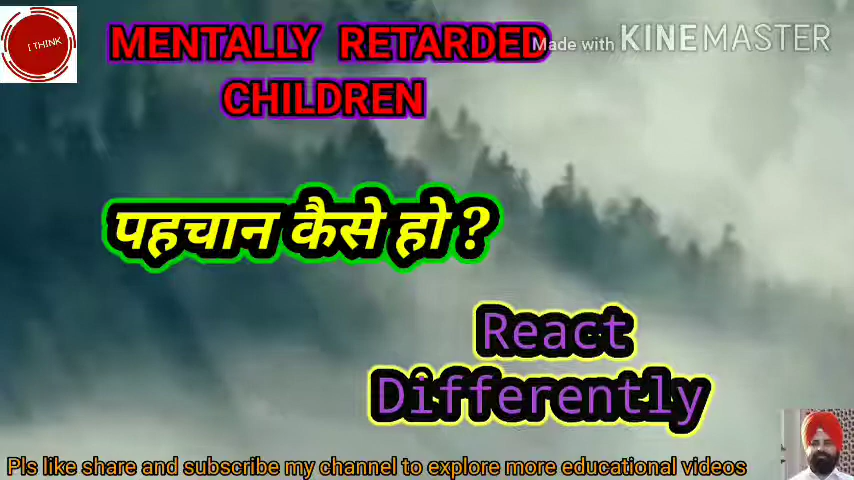 I THINK
MENTALLY RETARDED
Made with KINEMASTER
CHILDREN
पहचान कैसे हो ?
React
Differently
Pls like share and subscribe my channel to explore more educational videos